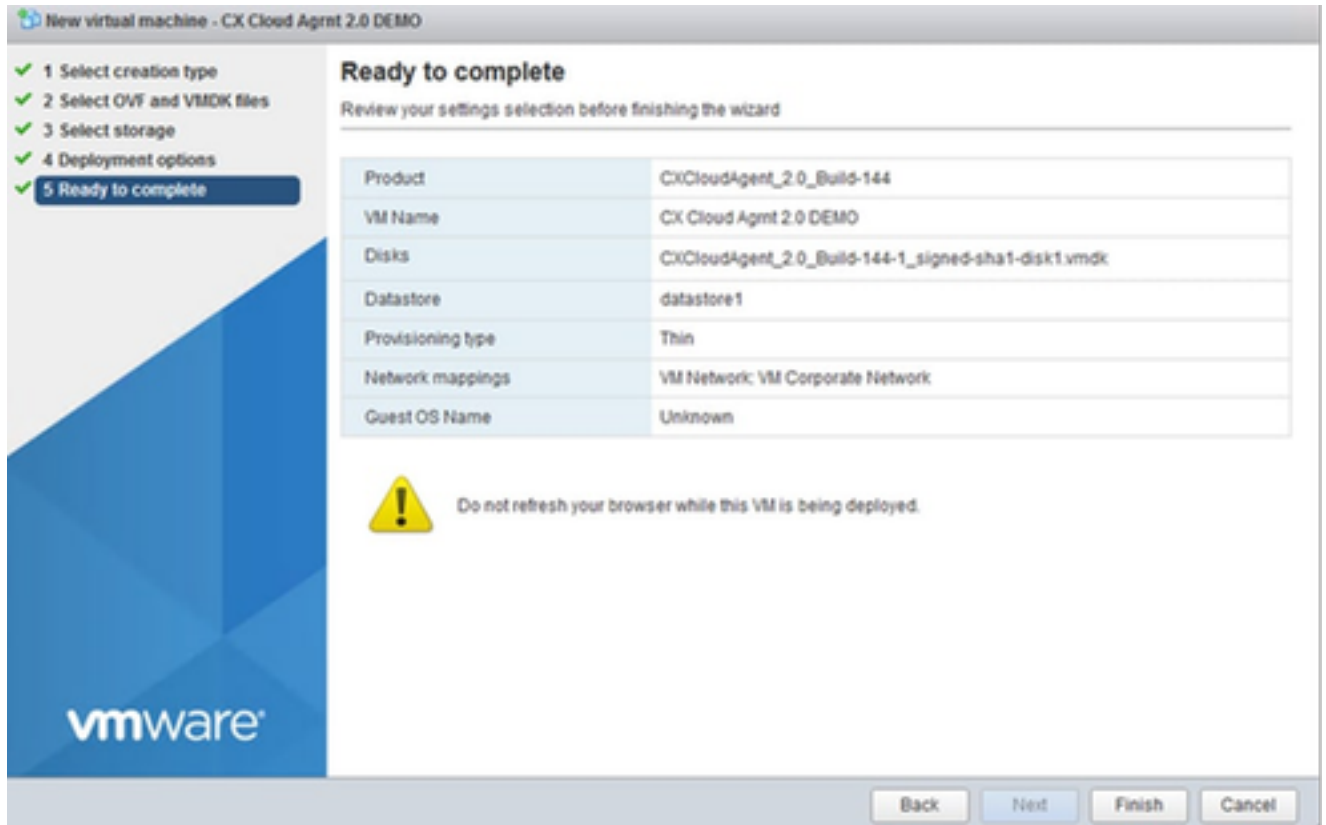 New virtual machine - CX Cloud Agrnt 2.0 DEMO
1 Select creation type
2 Select OVF and VMDK files
3 Select storage
4 Deployment options
5 Ready to complete
Ready to complete
Review your settings selection before finishing the wizard
Product CXCloudAgent_2.0_Build-144
VM Name CX Cloud Agrnt 2.0 DEMO
Disks CXCloudAgent_2.0_Build-144-1_signed-sha1-disk1.vmdk
Datastore datastore1
Provisioning type Thin
Network mappings VM Network: VM Corporate Network
Guest OS Name Unknown
Do not refresh your browser while this VM is being deployed.
vmware®
Back Next Finish Cancel